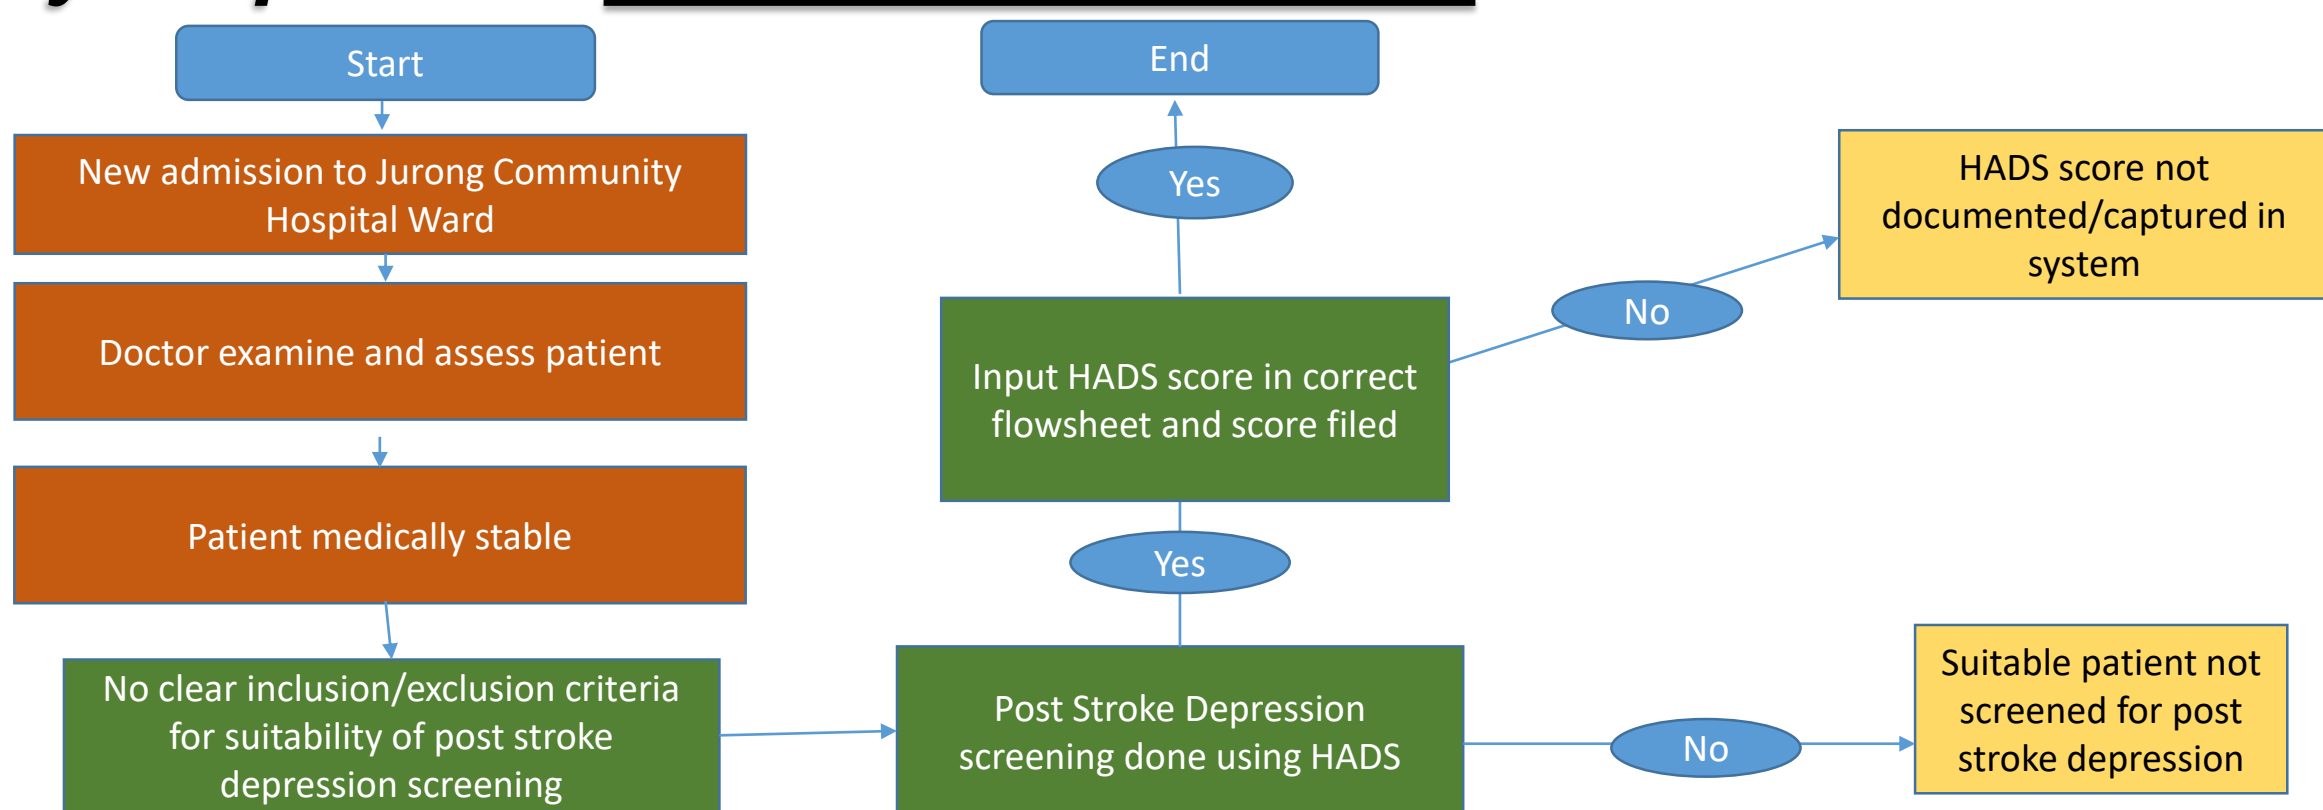 Start
New admission to Jurong Community
Hospital Ward
Doctor examine and assess patient
Patient medically stable
No clear inclusion/exclusion criteria
for suitability of post stroke
depression screening
Post Stroke Depression
screening done using HADS
No
Suitable patient not
screened for post
stroke depression
Yes
Input HADS score in correct
flowsheet and score filed
No
HADS score not
documented/captured in
system
Yes
End